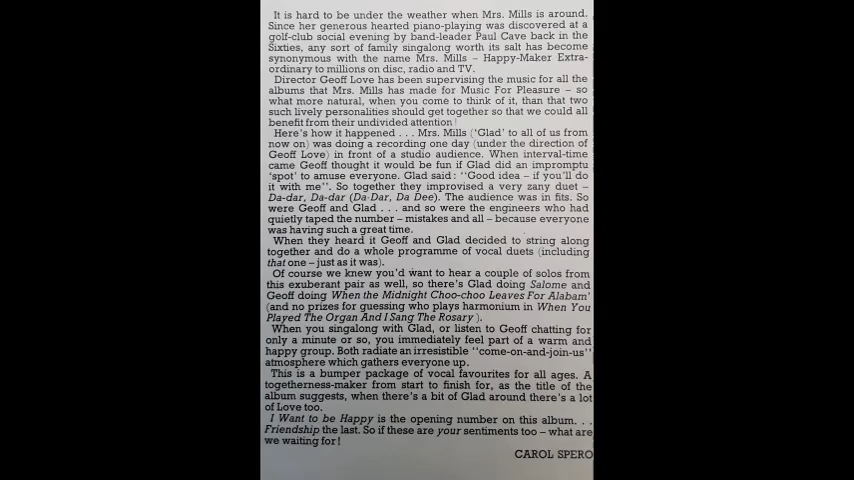 It is hard to be under the weather when Mrs. Mills is around.
Since her generous hearted piano-playing was discovered at a
golf-club social evening by band-leader Paul Cave back in the
Sixties, any sort of family singalong worth its salt has become
synonymous with the name Mrs. Mills – Happy-Maker Extra-
ordinary to millions on disc, radio and TV.
Director Geoff Love has been supervising the music for all the
albums that Mrs. Mills has made for Music For Pleasure – so
what more natural, when you come to think of it, than that two
such lively personalities should get together so that we could all
benefit from their undivided attention!
Here's how it happened . . . Mrs. Mills ('Glad' to all of us from
now on) was doing a recording one day (under the direction of
Geoff Love) in front of a studio audience. When interval-time
came Geoff thought it would be fun if Glad did an impromptu
'spot' to amuse everyone. Glad said: "Good idea – if you'll do
it with me". So together they improvised a very zany duet –
Da-dar, Da-dar (Da-Dar, Da Dee). The audience was in fits. So
were Geoff and Glad . . . and so were the engineers who had
quietly taped the number – mistakes and all – because everyone
was having such a great time.
When they heard it Geoff and Glad decided to string along
together and do a whole programme of vocal duets (including
that one – just as it was).
Of course we knew you'd want to hear a couple of solos from
this exuberant pair as well, so there's Glad doing Salome and
Geoff doing When the Midnight Choo-choo Leaves For Alabam'
(and no prizes for guessing who plays harmonium in When You
Played The Organ And I Sang The Rosary ).
When you singalong with Glad, or listen to Geoff chatting for
only a minute or so, you immediately feel part of a warm and
happy group. Both radiate an irresistible "come-on-and-join-us"
atmosphere which gathers everyone up.
This is a bumper package of vocal favourites for all ages. A
togetherness-maker from start to finish for, as the title of the
album suggests, when there's a bit of Glad around there's a lot
of Love too.
I Want to be Happy is the opening number on this album. . .
Friendship the last. So if these are your sentiments too – what are
we waiting for!
CAROL SPERO